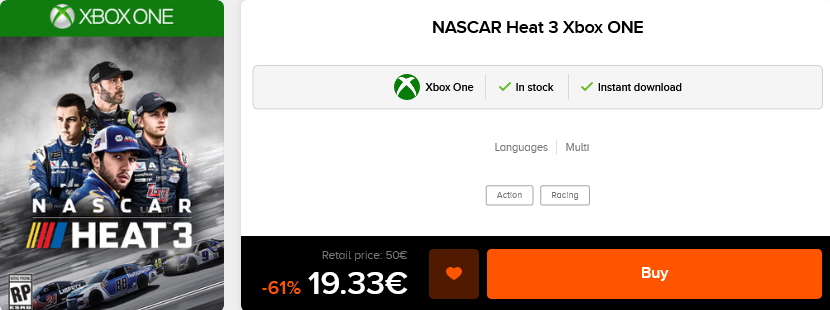 XBOX ONE
NASCAR
HEAT 3
RP
ESRB
NASCAR Heat 3 Xbox ONE
Xbox One
In stock
Instant download
Languages
Multi
Action
Racing
Retail price: 50€
-61% 19.33€
Buy